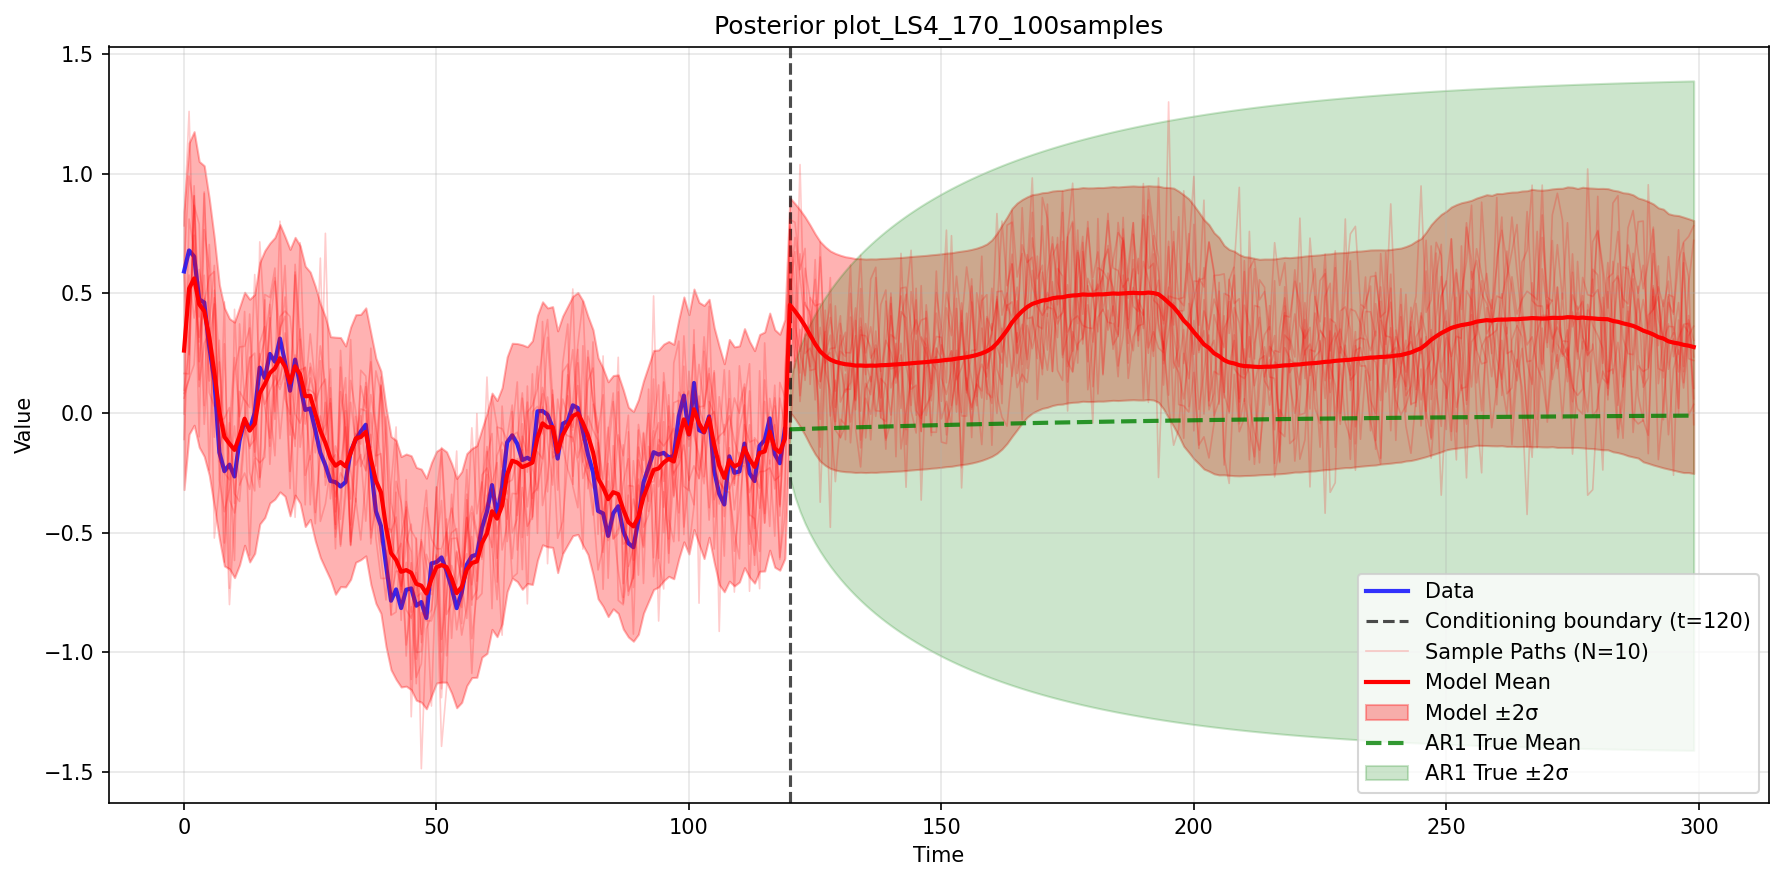 Posterior plot_LS4_170_100samples
1.5
1.0
0.5
0.0
−0.5
−1.0
−1.5
Value
Data
Conditioning boundary (t=120)
Sample Paths (N=10)
Model Mean
Model ±2σ
AR1 True Mean
AR1 True ±2σ
0 50 100 150 200 250 300
Time